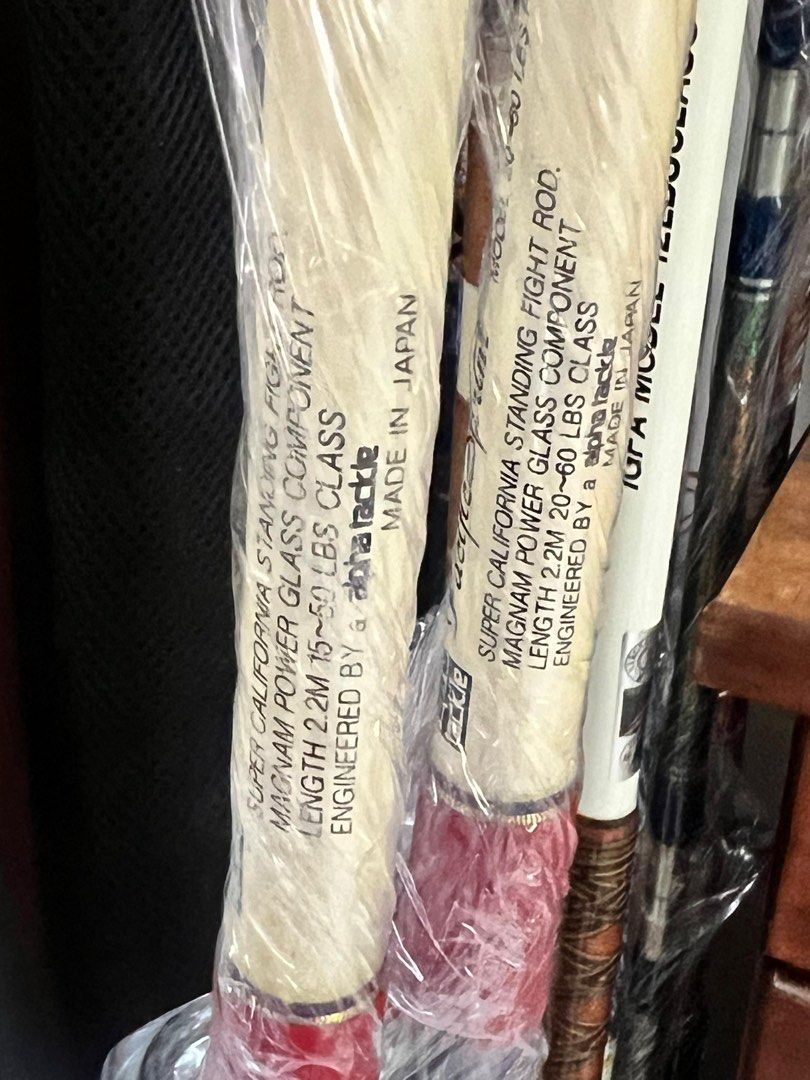 SUPER CALIFORNIA STANDING
MAGNAM POWER GLASS COMPONENT
LENGTH 2.2M 15~50 LBS CLASS
ENGINEERED BY a alpha tackle
MADE IN JAPAN
SUPER CALIFORNIA STANDING FIGHT ROD.
MAGNAM POWER GLASS COMPONENT
LENGTH 2.2M 20~60 LBS CLASS
ENGINEERED BY a alpha tackle
MADE IN JAPAN
tackle
IGFA MODEL